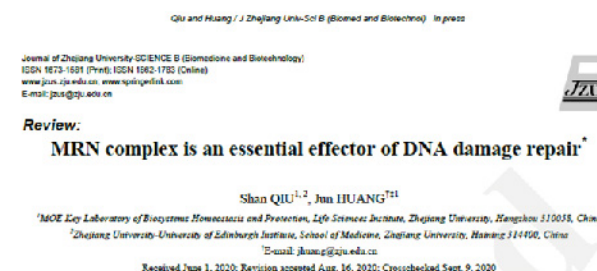 Qiu and Huang / J Zhejiang Univ-Sci B (Biomed and Biotechnol) in press
Journal of Zhejiang University-SCIENCE B (Biomedicine and Biotechnology)
ISSN 1673-1581 (Print); ISSN 1862-1783 (Online)
www.jzus.zju.edu.cn; www.springerlink.com
E-mail: jzus@zju.edu.cn
JZU
Review:
MRN complex is an essential effector of DNA damage repair*
Shan QIU1,2, Jun HUANG†‡1
1MOE Key Laboratory of Biosystems Homeostasis and Protection, Life Sciences Institute, Zhejiang University, Hangzhou 310058, Chin
2Zhejiang University-University of Edinburgh Institute, School of Medicine, Zhejiang University, Haining 314400, China
†E-mail: jhuang@zju.edu.cn
Received June 1, 2020; Revision accepted Aug. 16, 2020; Crosschecked Sept. 9, 2020